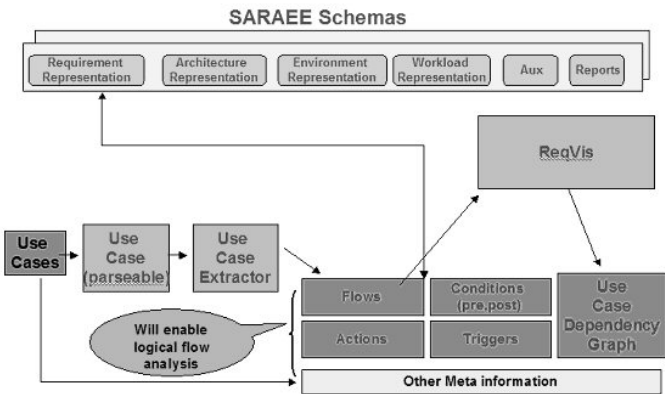 SARAEE Schemas
Requirement
Representation
Architecture
Representation
Environment
Representation
Workload
Representation
Aux
Reports
ReqVis
Use
Cases
Use
Case
(parseable)
Use
Case
Extractor
Flows
Conditions
(pre,post)
Use
Case
Dependency
Graph
Actions
Triggers
Will enable
logical flow
analysis
Other Meta information